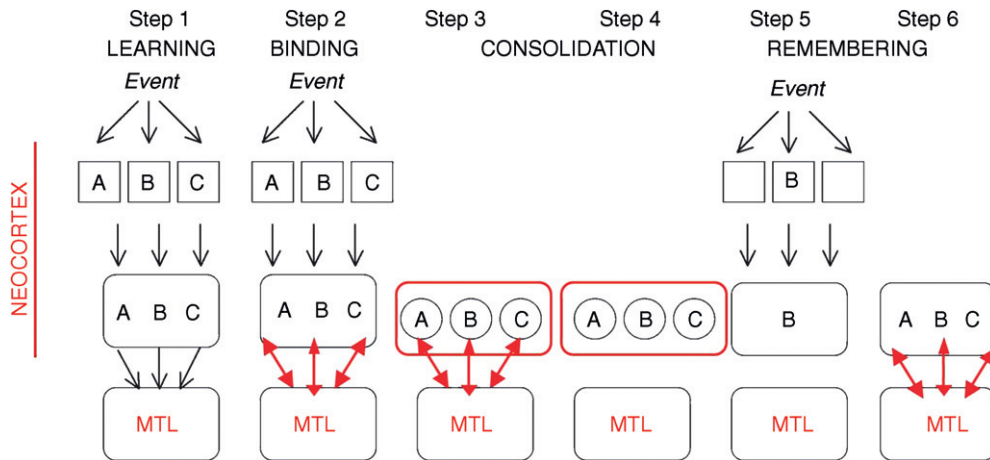 Step 1 Step 2 Step 3 Step 4 Step 5 Step 6
LEARNING BINDING CONSOLIDATION REMEMBERING
Event Event Event
A B C A B C B
NEOCORTEX
A B C A B C A B C A B C B A B C
MTL MTL MTL MTL MTL MTL